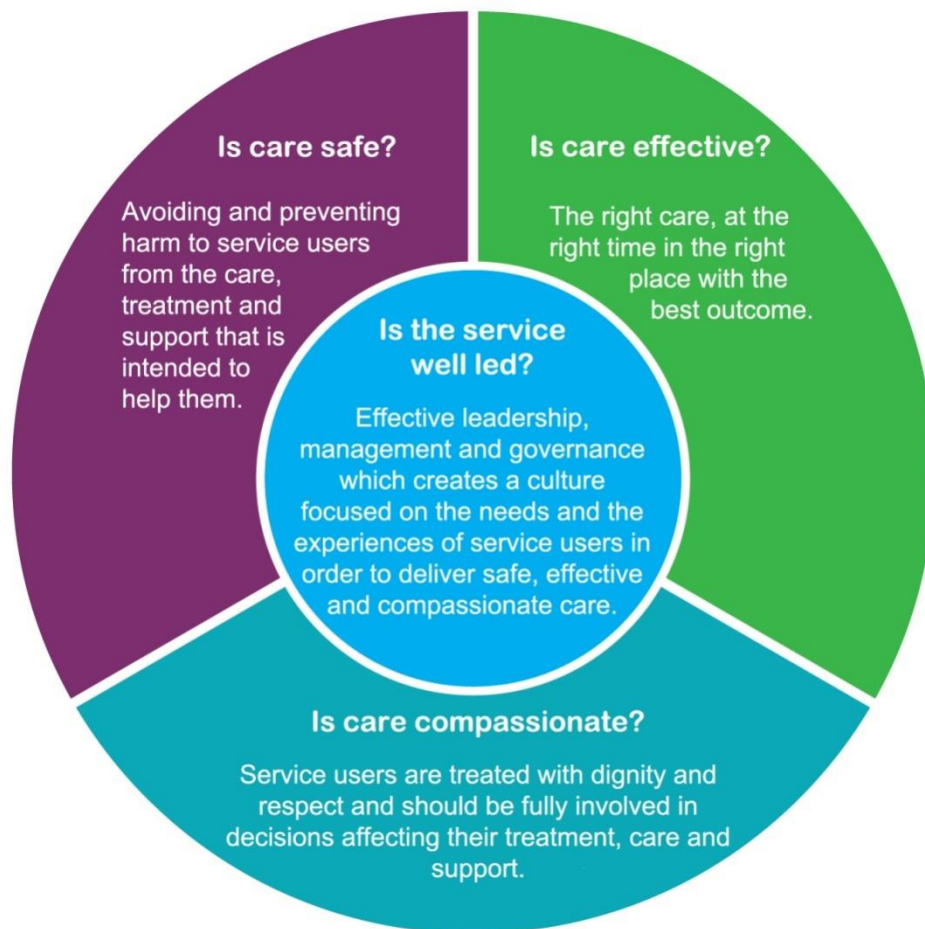 Is care safe?
Avoiding and preventing
harm to service users
from the care,
treatment and
support that is
intended to
help them.
Is care effective?
The right care, at the
right time in the right
place with the
best outcome.
Is the service
well led?
Effective leadership,
management and governance
which creates a culture
focused on the needs and the
experiences of service users in
order to deliver safe, effective
and compassionate care.
Is care compassionate?
Service users are treated with dignity and
respect and should be fully involved in
decisions affecting their treatment, care and
support.